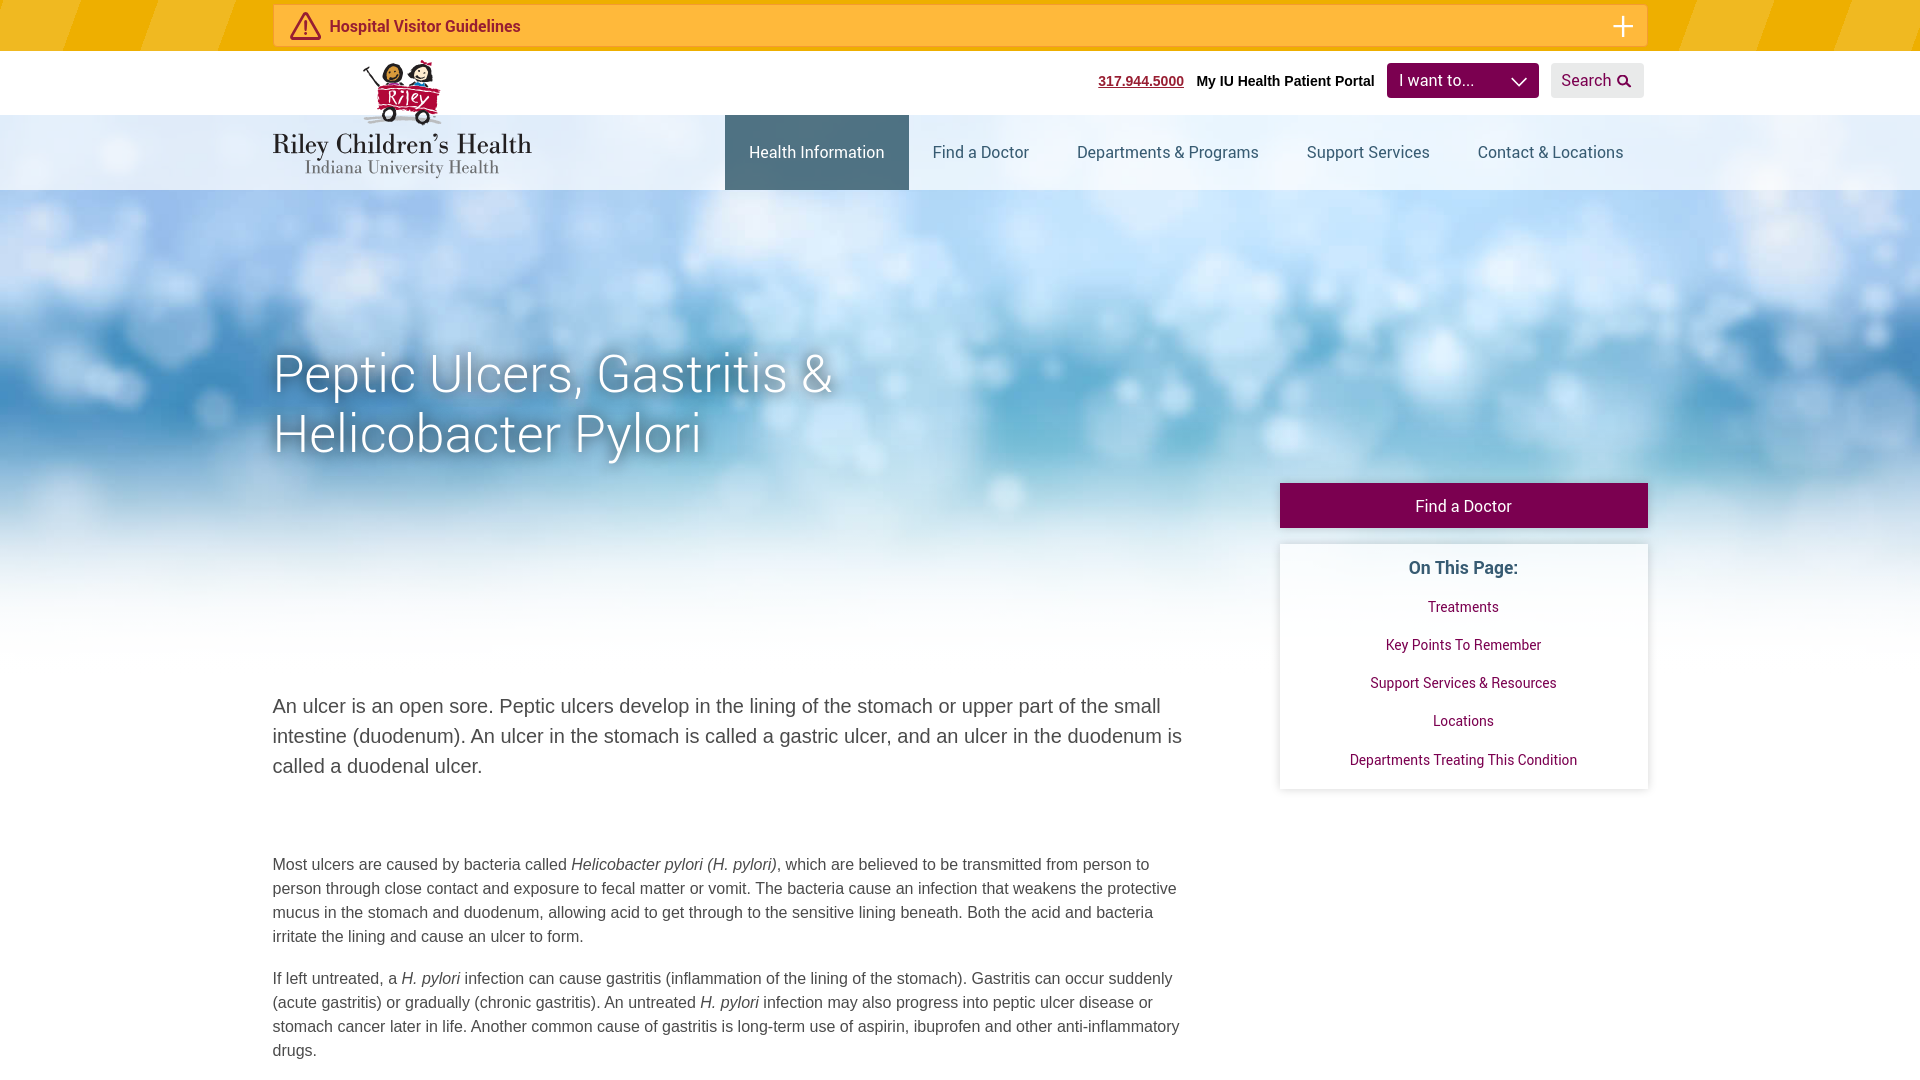 Hospital Visitor Guidelines
Riley
Riley Children's Health
Indiana University Health
317.944.5000 My IU Health Patient Portal I want to... Search
Health Information Find a Doctor Departments & Programs Support Services Contact & Locations
Peptic Ulcers, Gastritis &
Helicobacter Pylori
Find a Doctor
On This Page:
Treatments
Key Points To Remember
Support Services & Resources
Locations
Departments Treating This Condition
An ulcer is an open sore. Peptic ulcers develop in the lining of the stomach or upper part of the small
intestine (duodenum). An ulcer in the stomach is called a gastric ulcer, and an ulcer in the duodenum is
called a duodenal ulcer.
Most ulcers are caused by bacteria called Helicobacter pylori (H. pylori), which are believed to be transmitted from person to
person through close contact and exposure to fecal matter or vomit. The bacteria cause an infection that weakens the protective
mucus in the stomach and duodenum, allowing acid to get through to the sensitive lining beneath. Both the acid and bacteria
irritate the lining and cause an ulcer to form.
If left untreated, a H. pylori infection can cause gastritis (inflammation of the lining of the stomach). Gastritis can occur suddenly
(acute gastritis) or gradually (chronic gastritis). An untreated H. pylori infection may also progress into peptic ulcer disease or
stomach cancer later in life. Another common cause of gastritis is long-term use of aspirin, ibuprofen and other anti-inflammatory
drugs.